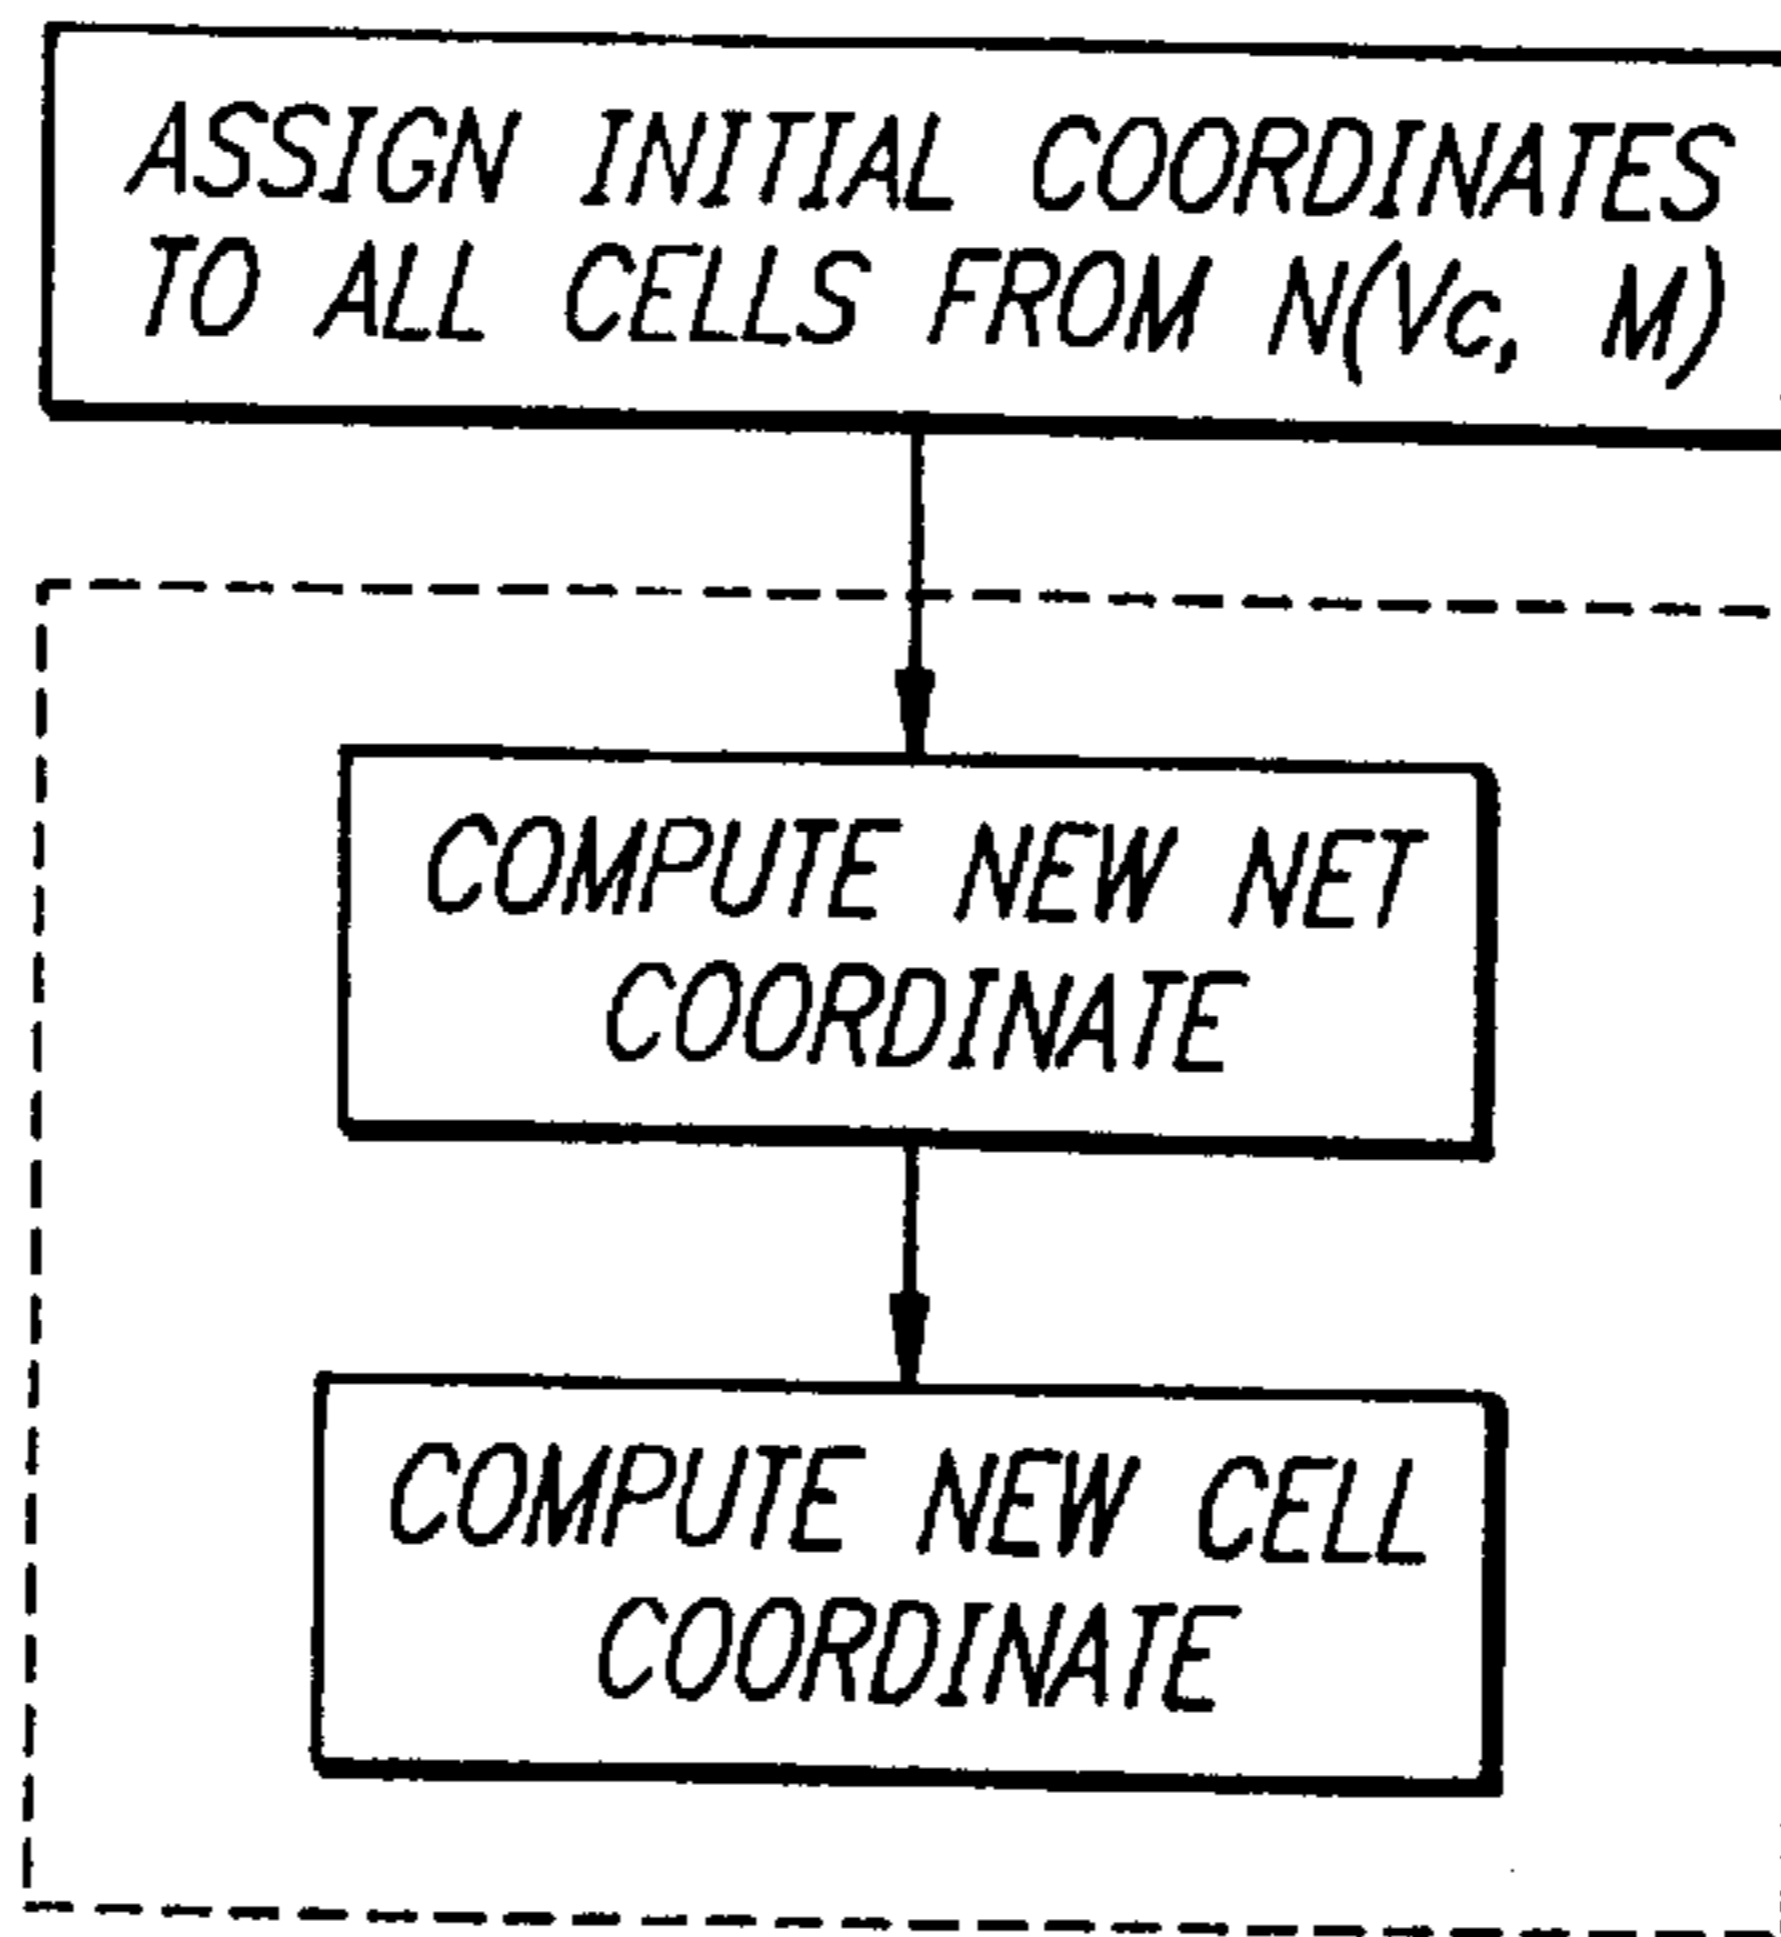 ASSIGN INITIAL COORDINATES
TO ALL CELLS FROM N(Vc, M)
COMPUTE NEW NET
COORDINATE
COMPUTE NEW CELL
COORDINATE